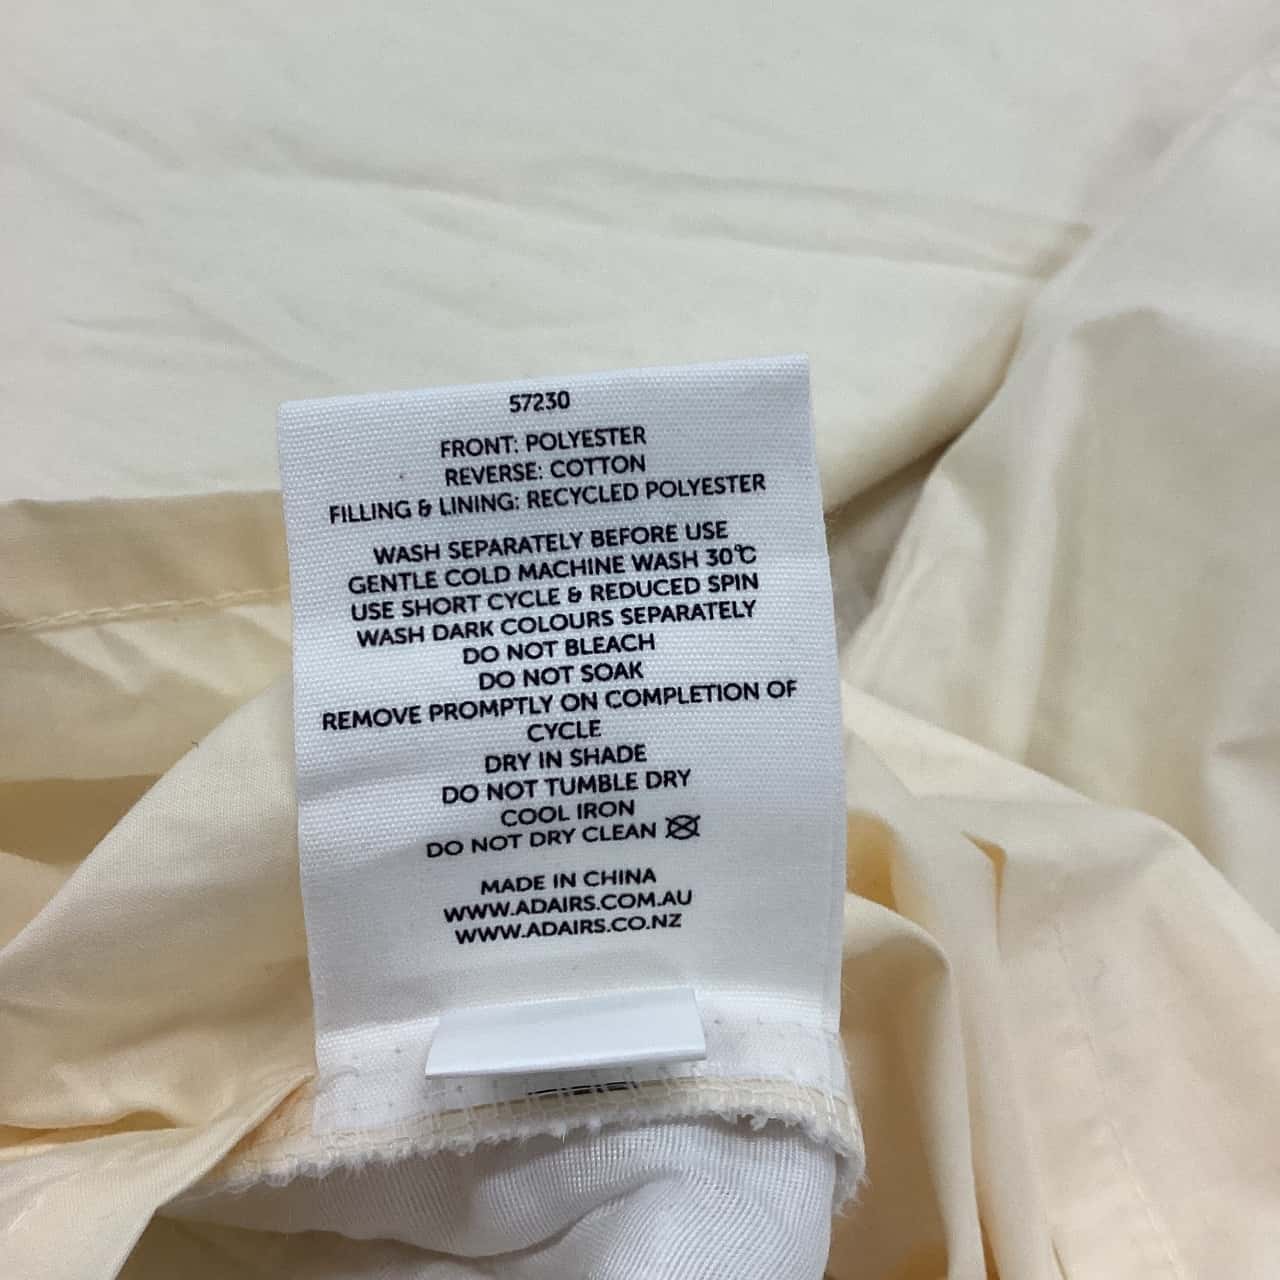 57230
FRONT: POLYESTER
REVERSE: COTTON
FILLING & LINING: RECYCLED POLYESTER
WASH SEPARATELY BEFORE USE
GENTLE COLD MACHINE WASH 30℃
USE SHORT CYCLE & REDUCED SPIN
WASH DARK COLOURS SEPARATELY
DO NOT BLEACH
DO NOT SOAK
REMOVE PROMPTLY ON COMPLETION OF
CYCLE
DRY IN SHADE
DO NOT TUMBLE DRY
COOL IRON
DO NOT DRY CLEAN
MADE IN CHINA
WWW.ADAIRS.COM.AU
WWW.ADAIRS.CO.NZ